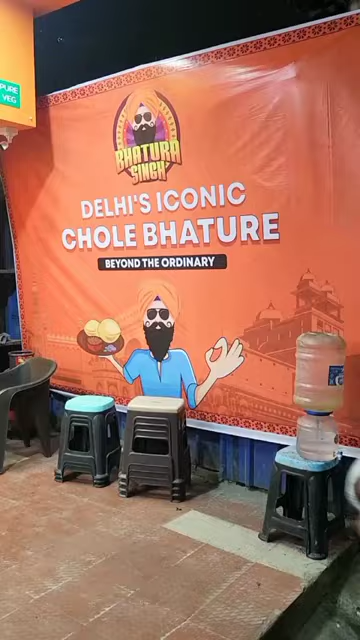 PURE
VEG
BHATURA
SINGH
DELHI'S ICONIC
CHOLE BHATURE
BEYOND THE ORDINARY